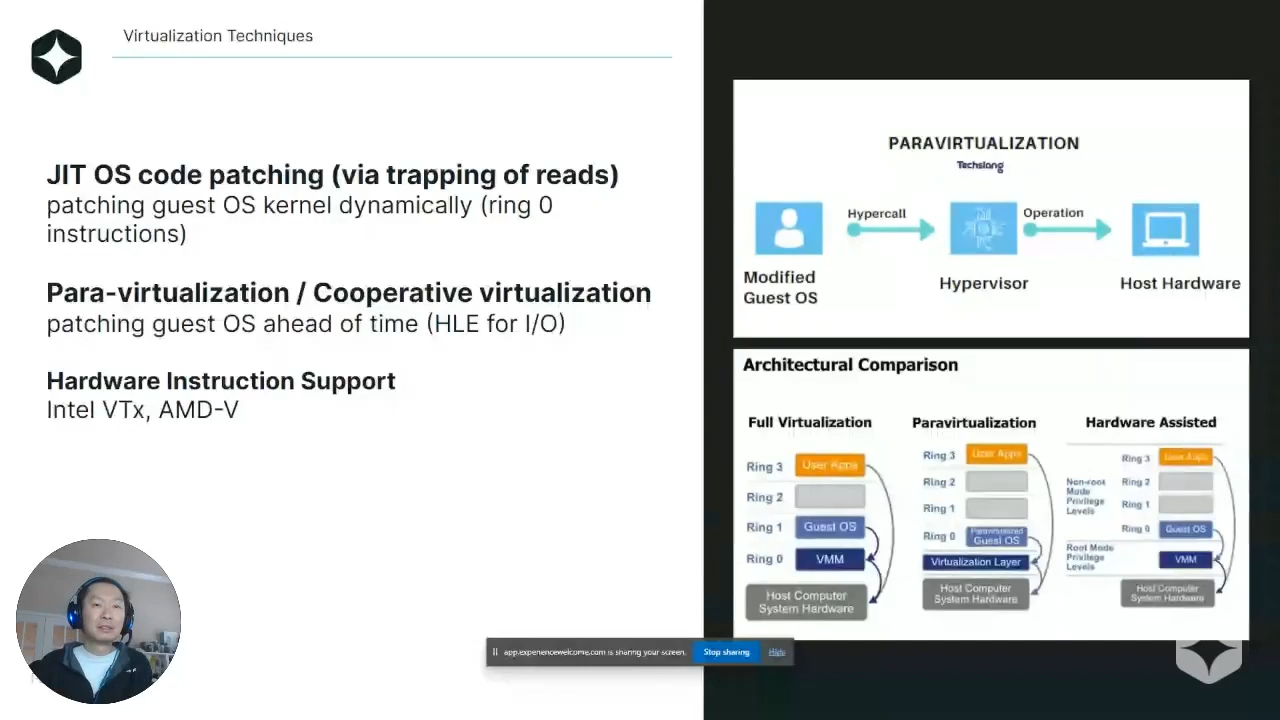 Virtualization Techniques
JIT OS code patching (via trapping of reads)
patching guest OS kernel dynamically (ring 0
instructions)
Para-virtualization / Cooperative virtualization
patching guest OS ahead of time (HLE for I/O)
Hardware Instruction Support
Intel VTx, AMD-V
PARAVIRTUALIZATION
Techslang
Hypercall
Operation
Modified
Guest OS
Hypervisor
Host Hardware
Architectural Comparison
Full Virtualization
Ring 3
User Apps
Ring 2
Ring 1
Guest OS
Ring 0
VMM
Host Computer
System Hardware
Paravirtualization
Ring 3
User Apps
Ring 2
Ring 1
Ring 0
Paravirtualized
Guest OS
Virtualization Layer
Host Computer
System Hardware
Hardware Assisted
Non-root
Mode
Privilege
Levels
Ring 3
User Apps
Ring 2
Ring 1
Ring 0
Guest OS
Root Mode
Privilege
Levels
VMM
Host Computer
System Hardware
app.experiencewelcome.com is sharing your screen.
Stop sharing
Hide